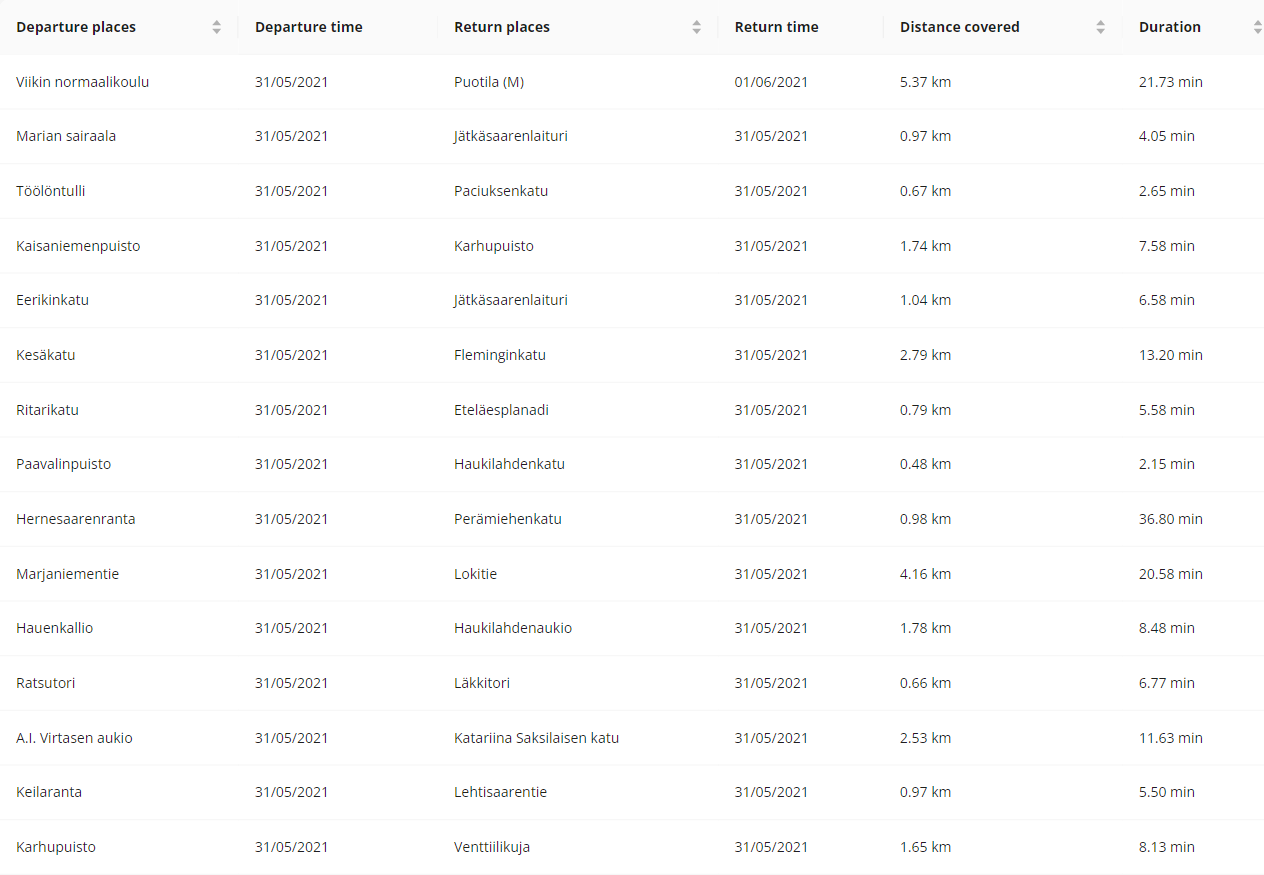 Departure places Departure time Return places Return time Distance covered Duration
Viikin normaalikoulu 31/05/2021 Puotila (M) 01/06/2021 5.37 km 21.73 min
Marian sairaala 31/05/2021 Jätkäsaarenlaituri 31/05/2021 0.97 km 4.05 min
Töölöntulli 31/05/2021 Paciuksenkatu 31/05/2021 0.67 km 2.65 min
Kaisaniemenpuisto 31/05/2021 Karhupuisto 31/05/2021 1.74 km 7.58 min
Eerikinkatu 31/05/2021 Jätkäsaarenlaituri 31/05/2021 1.04 km 6.58 min
Kesäkatu 31/05/2021 Fleminginkatu 31/05/2021 2.79 km 13.20 min
Ritarikatu 31/05/2021 Eteläesplanadi 31/05/2021 0.79 km 5.58 min
Paavalinpuisto 31/05/2021 Haukilahdenkatu 31/05/2021 0.48 km 2.15 min
Hernesaarenranta 31/05/2021 Perämiehenkatu 31/05/2021 0.98 km 36.80 min
Marjaniementie 31/05/2021 Lokitie 31/05/2021 4.16 km 20.58 min
Hauenkallio 31/05/2021 Haukilahdenaukio 31/05/2021 1.78 km 8.48 min
Ratsutori 31/05/2021 Läkkitori 31/05/2021 0.66 km 6.77 min
A.I. Virtasen aukio 31/05/2021 Katariina Saksilaisen katu 31/05/2021 2.53 km 11.63 min
Keilaranta 31/05/2021 Lehtisaarentie 31/05/2021 0.97 km 5.50 min
Karhupuisto 31/05/2021 Venttiilikuja 31/05/2021 1.65 km 8.13 min